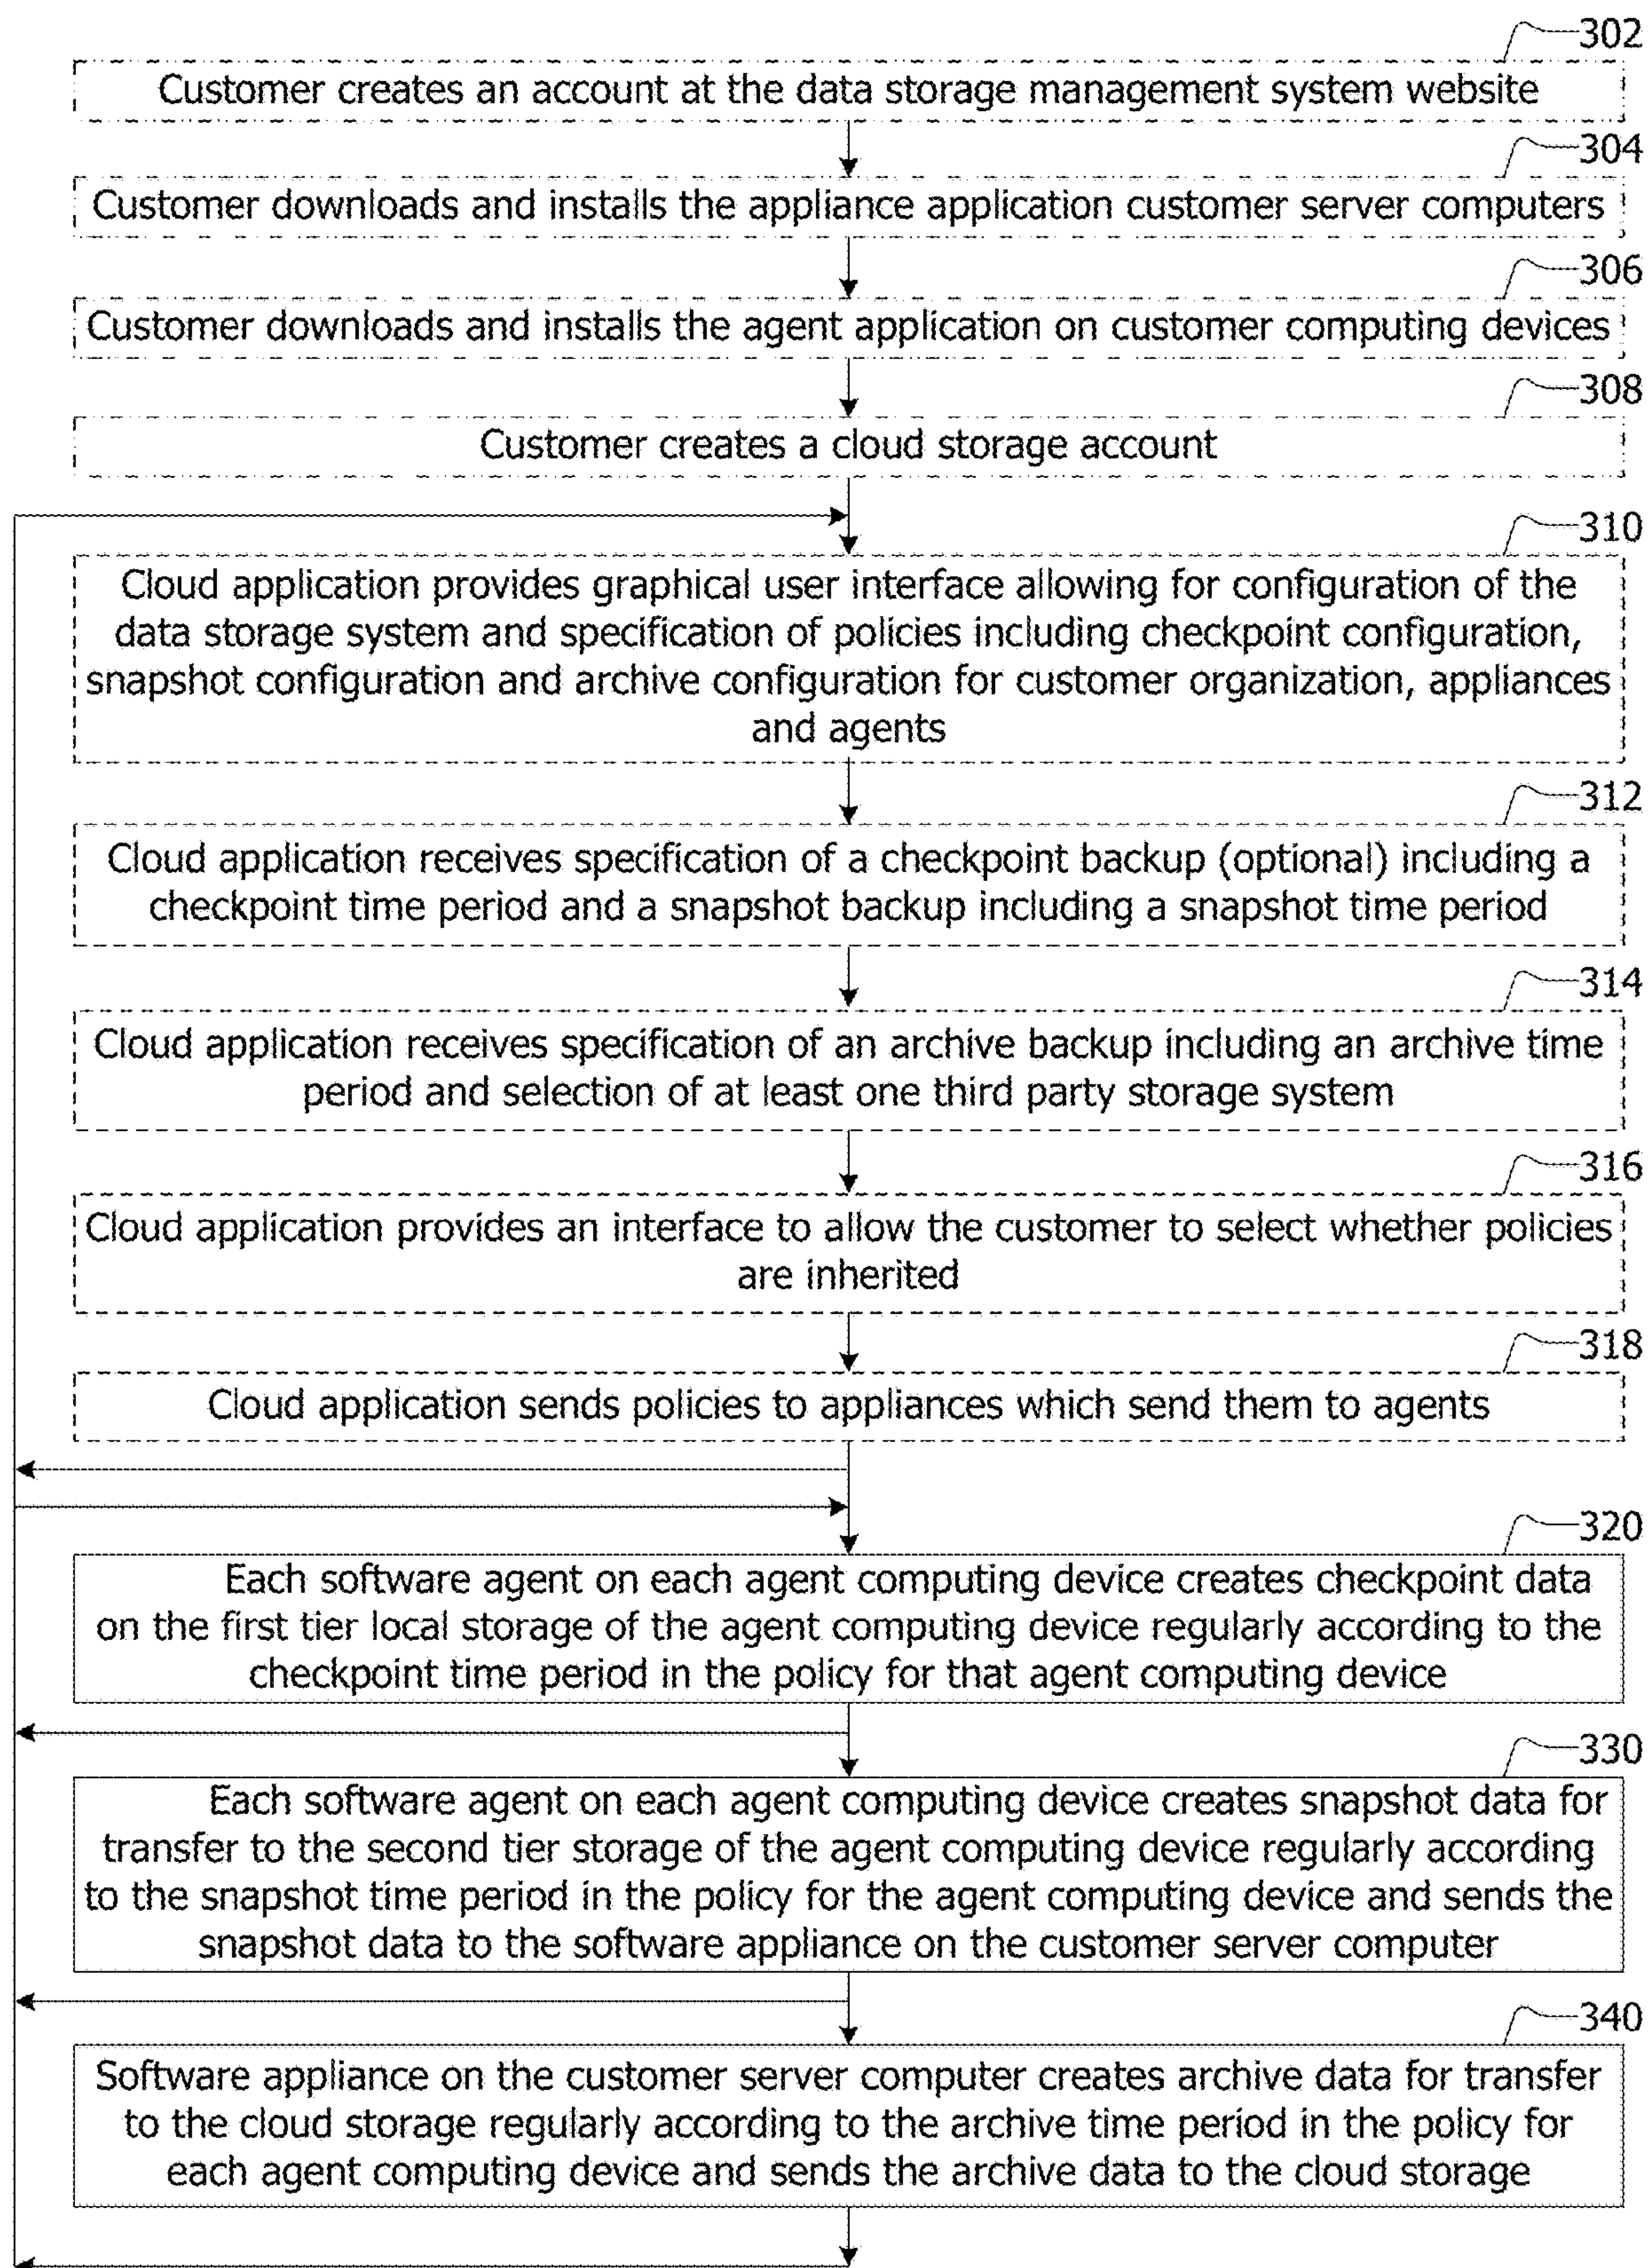 302
Customer creates an account at the data storage management system website
304
Customer downloads and installs the appliance application customer server computers
306
Customer downloads and installs the agent application on customer computing devices
308
Customer creates a cloud storage account
310
Cloud application provides graphical user interface allowing for configuration of the
data storage system and specification of policies including checkpoint configuration,
snapshot configuration and archive configuration for customer organization, appliances
and agents
312
Cloud application receives specification of a checkpoint backup (optional) including a
checkpoint time period and a snapshot backup including a snapshot time period
314
Cloud application receives specification of an archive backup including an archive time
period and selection of at least one third party storage system
316
Cloud application provides an interface to allow the customer to select whether policies
are inherited
318
Cloud application sends policies to appliances which send them to agents
320
Each software agent on each agent computing device creates checkpoint data
on the first tier local storage of the agent computing device regularly according to the
checkpoint time period in the policy for that agent computing device
330
Each software agent on each agent computing device creates snapshot data for
transfer to the second tier storage of the agent computing device regularly according
to the snapshot time period in the policy for the agent computing device and sends the
snapshot data to the software appliance on the customer server computer
340
Software appliance on the customer server computer creates archive data for transfer
to the cloud storage regularly according to the archive time period in the policy for
each agent computing device and sends the archive data to the cloud storage